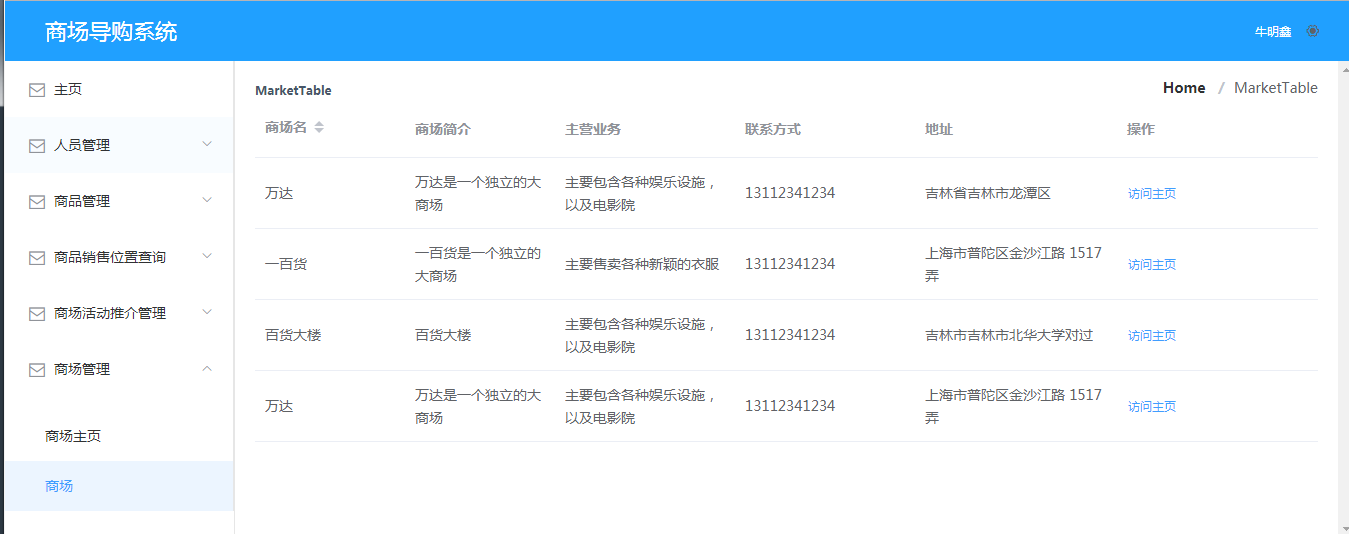 商场导购系统
牛明鑫
主页
人员管理
商品管理
商品销售位置查询
商场活动推介管理
商场管理
商场主页
商场
MarketTable
Home / MarketTable
商场名 商场简介 主营业务 联系方式 地址 操作
万达 万达是一个独立的大 主要包含各种娱乐设施， 13112341234 吉林省吉林市龙潭区 访问主页
商场 以及电影院
一百货 一百货是一个独立的 主要售卖各种新颖的衣服 13112341234 上海市普陀区金沙江路 1517 访问主页
大商场 弄
百货大楼 百货大楼 主要包含各种娱乐设施， 13112341234 吉林市吉林市北华大学对过 访问主页
以及电影院
万达 万达是一个独立的大 主要包含各种娱乐设施， 13112341234 上海市普陀区金沙江路 1517 访问主页
商场 以及电影院 弄